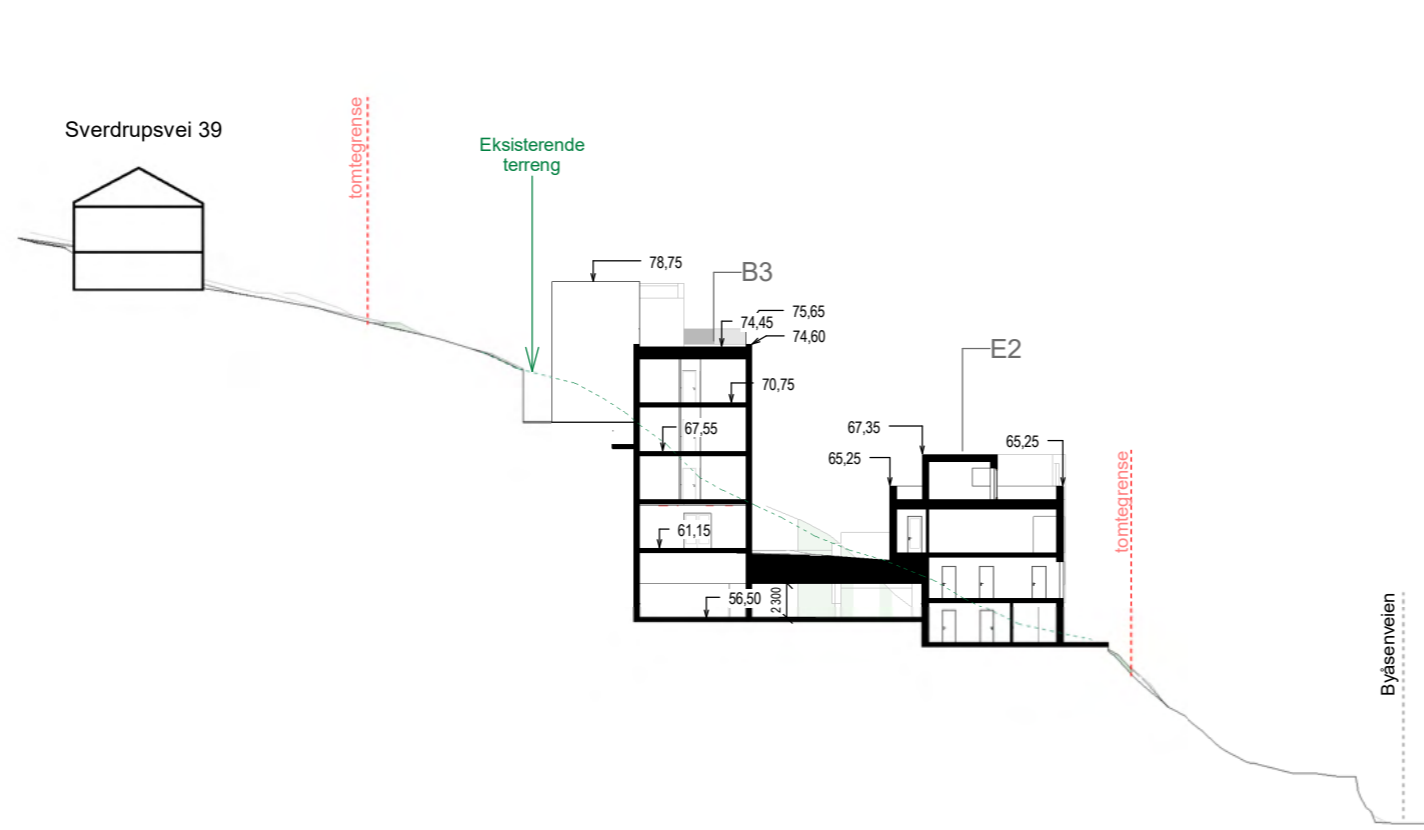 Sverdrupsvei 39
tomtegrense
Eksisterende
terreng
78,75
B3
75,65
74,45
74,60
70,75
67,55
61,15
56,50
2 300
E2
67,35
65,25
65,25
tomtegrense
Byåsenveien